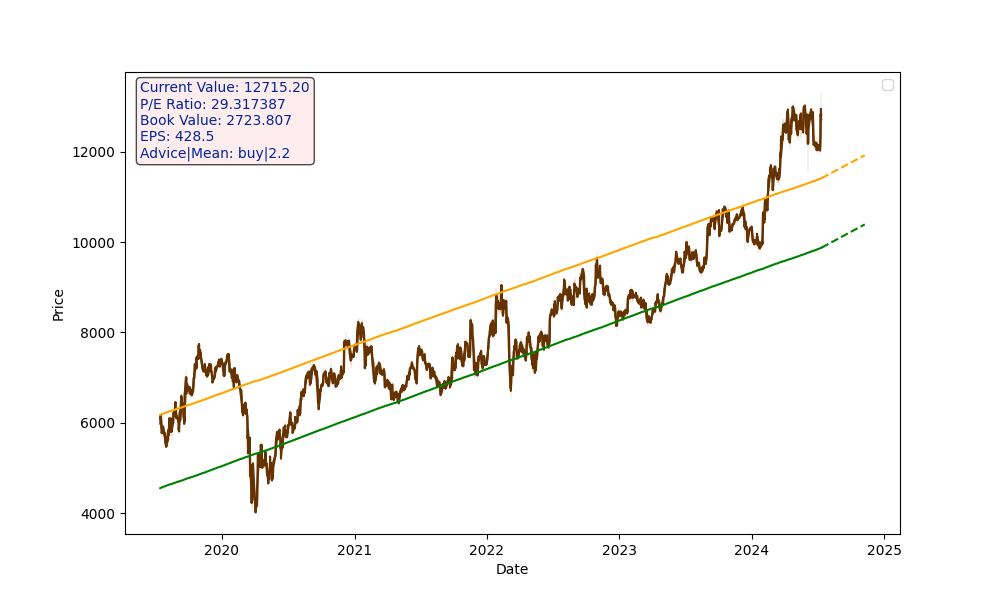 Current Value: 12715.20
P/E Ratio: 29.317387
Book Value: 2723.807
EPS: 428.5
Advice|Mean: buy|2.2
12000
10000
8000
6000
4000
Price
2020 2021 2022 2023 2024 2025
Date